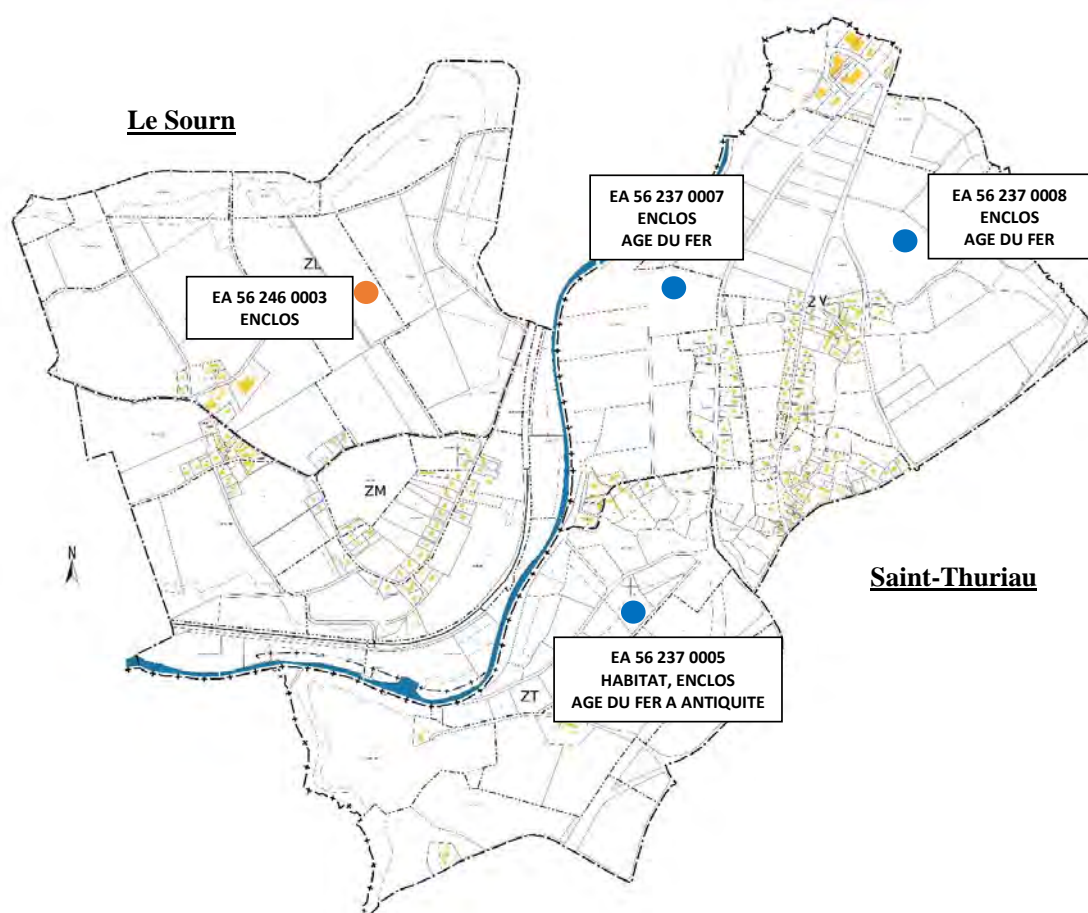 Le Sourn
EA 56 237 0007
ENCLOS
AGE DU FER
EA 56 237 0008
ENCLOS
AGE DU FER
ZL
EA 56 246 0003
ENCLOS
ZM
N
Saint-Thuriau
EA 56 237 0005
HABITAT, ENCLOS
AGE DU FER A ANTIQUITE
ZT